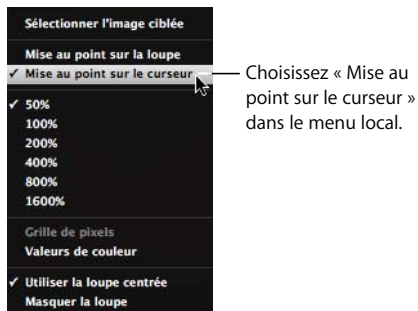 Sélectionner l'image ciblée
Mise au point sur la loupe
✓ Mise au point sur le curseur
✓ 50%
100%
200%
400%
800%
1600%
Grille de pixels
Valeurs de couleur
✓ Utiliser la loupe centrée
Masquer la loupe
Choisissez « Mise au
point sur le curseur »
dans le menu local.